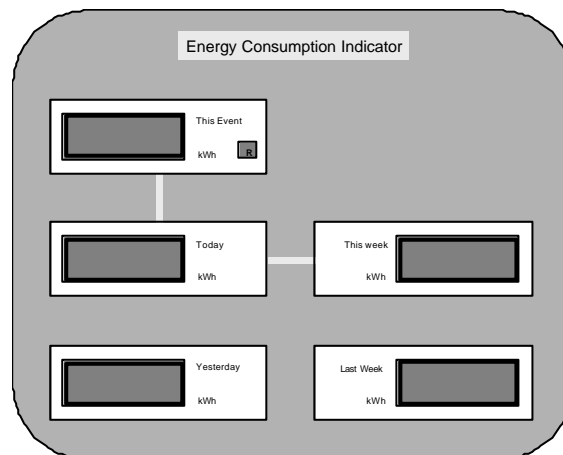 Energy Consumption Indicator
This Event
kWh
R
Today
kWh
This week
kWh
Yesterday
kWh
Last Week
kWh